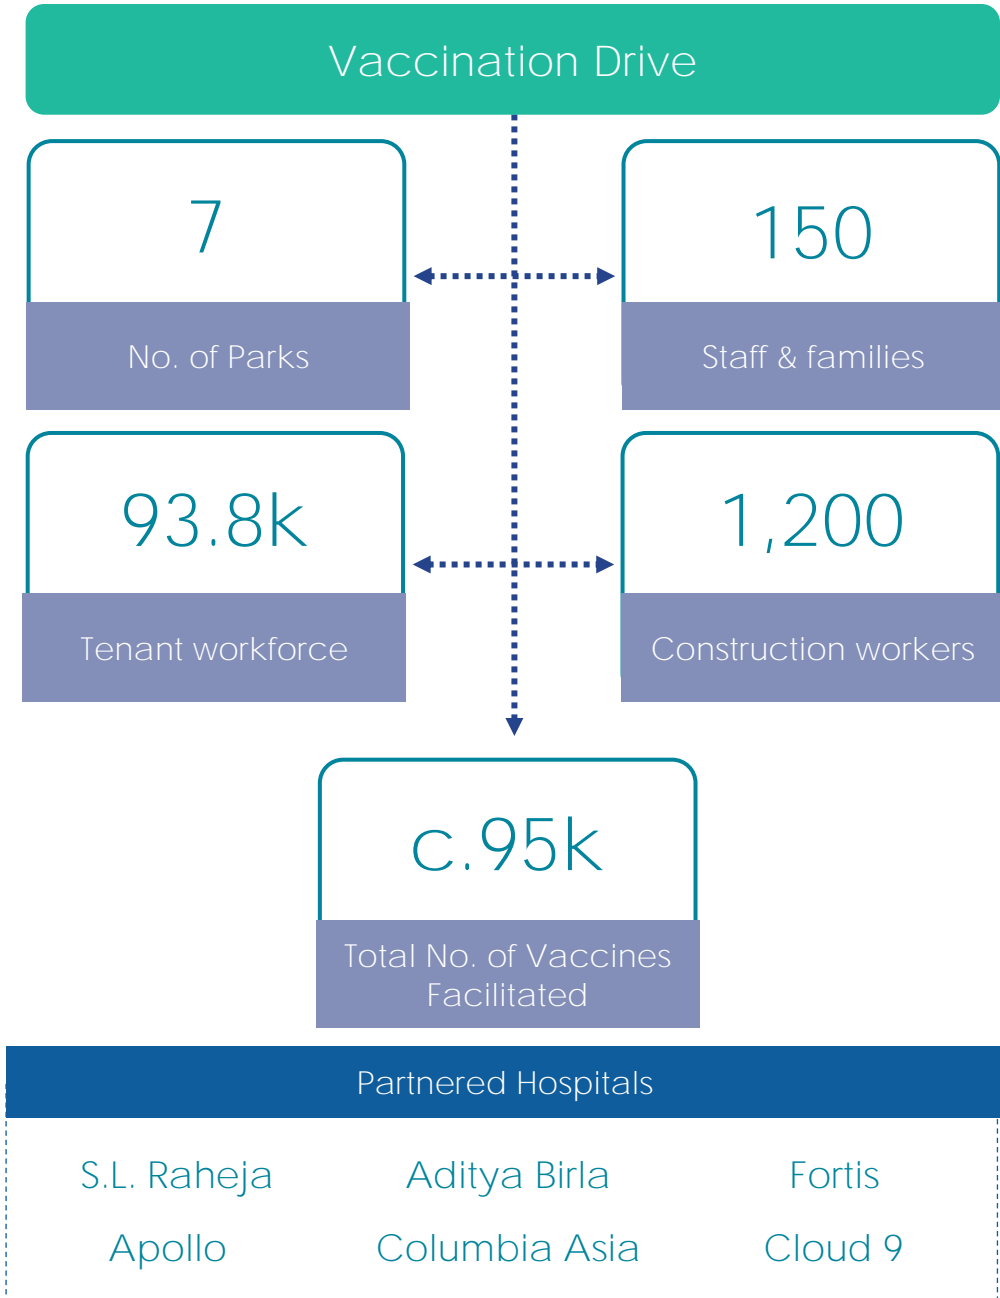 Vaccination Drive
7
No. of Parks
150
Staff & families
93.8k
Tenant workforce
1,200
Construction workers
c.95k
Total No. of Vaccines
Facilitated
Partnered Hospitals
S.L. Raheja
Aditya Birla
Fortis
Apollo
Columbia Asia
Cloud 9